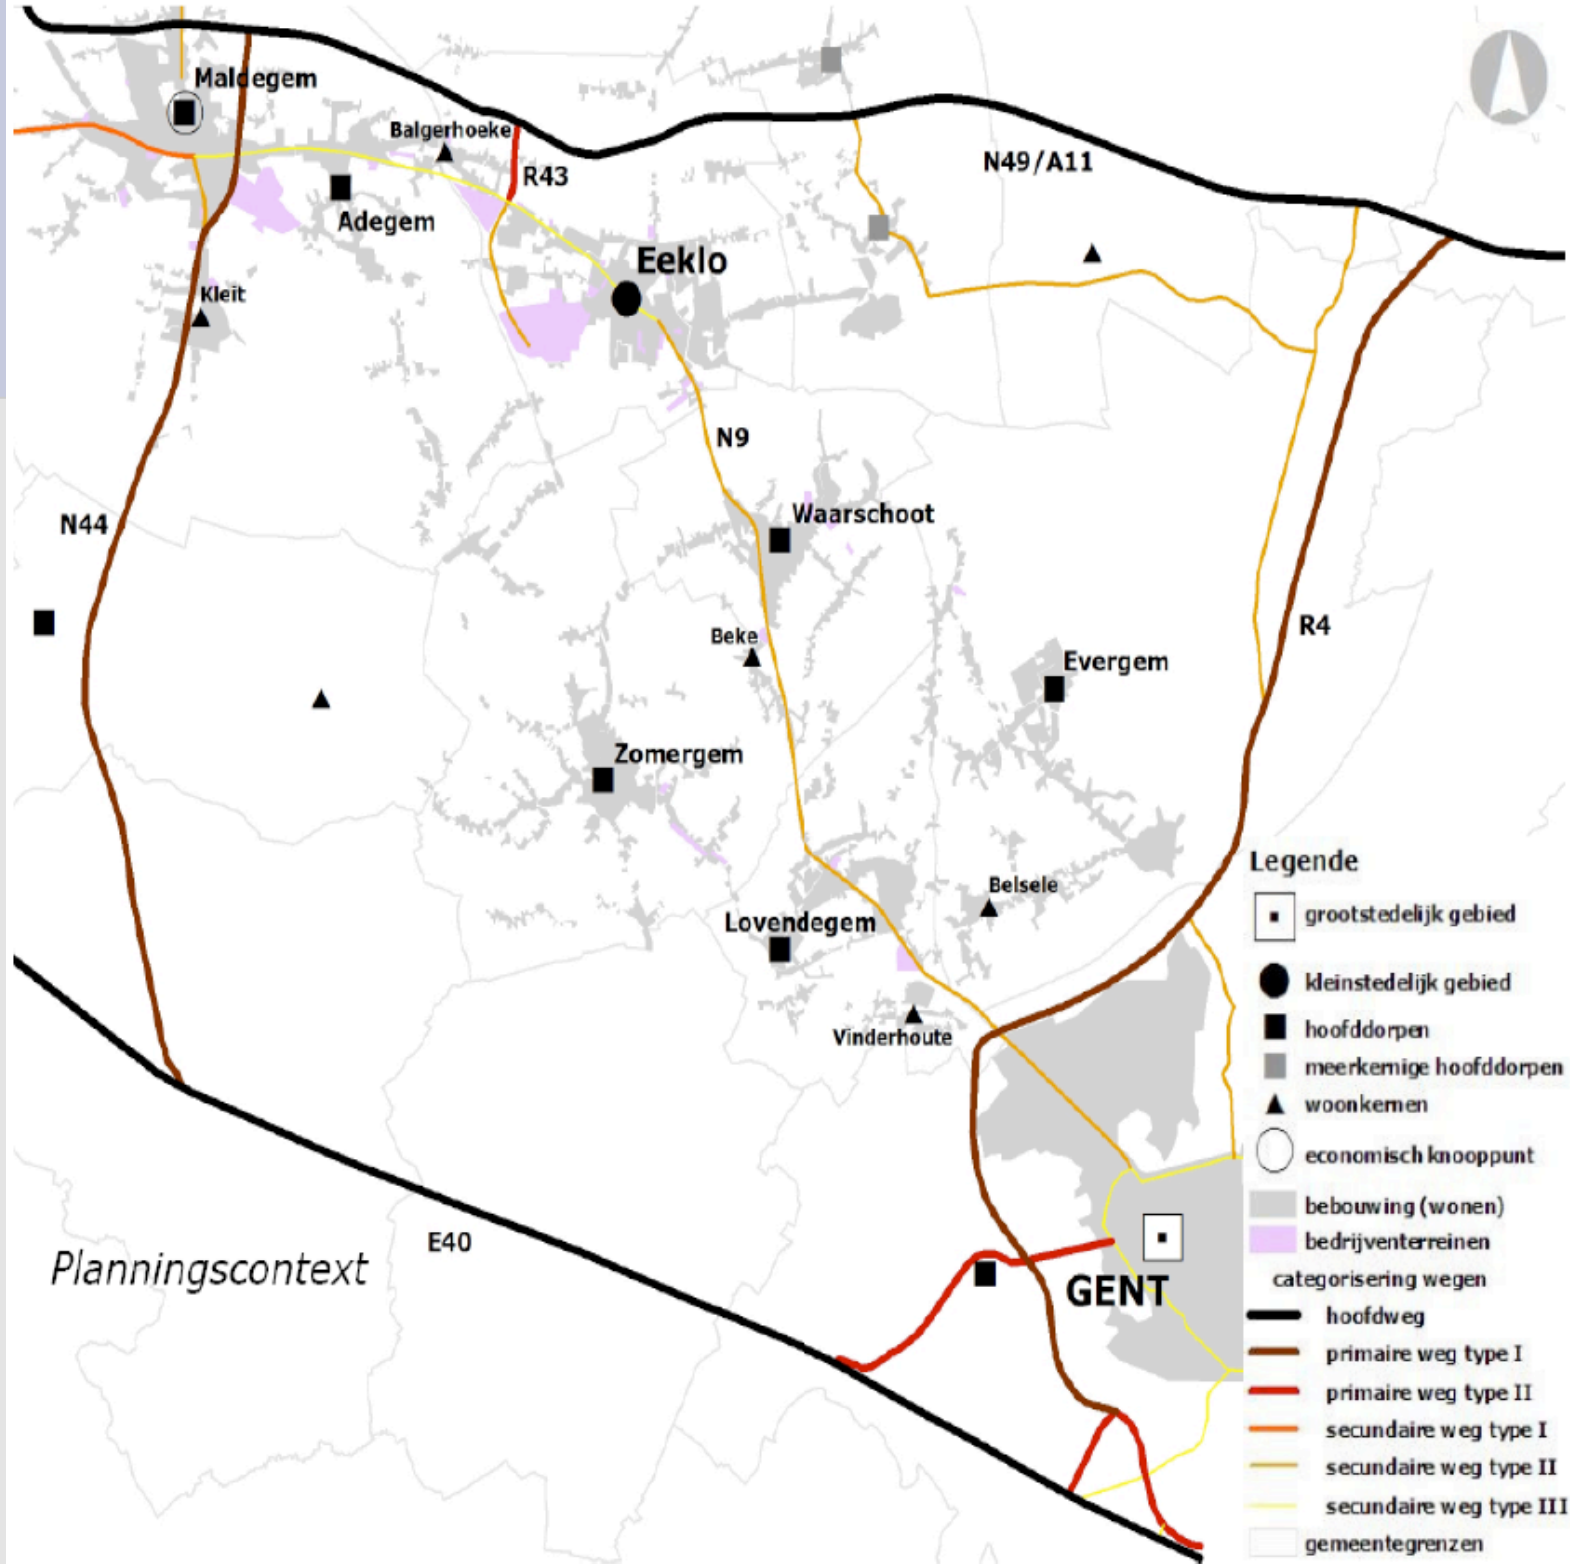 Maldegem
Balgerhoeke
N49/A11
R43
Adegem
Eeklo
Kleit
N9
Waarschoot
N44
R4
Beke
Evergem
Zomergem
Legende
Belsele
grootstedelijk gebied
Lovendegem
kleinstedelijk gebied
hoofddorpen
Vinderhoute
meerkernige hoofddorpen
woonkernen
economisch knooppunt
bebouwing (wonen)
E40
bedrijventerreinen
Planningscontext
categorisering wegen
GENT
hoofdweg
primaire weg type I
primaire weg type II
secundaire weg type I
secundaire weg type II
secundaire weg type III
gemeentegrenzen